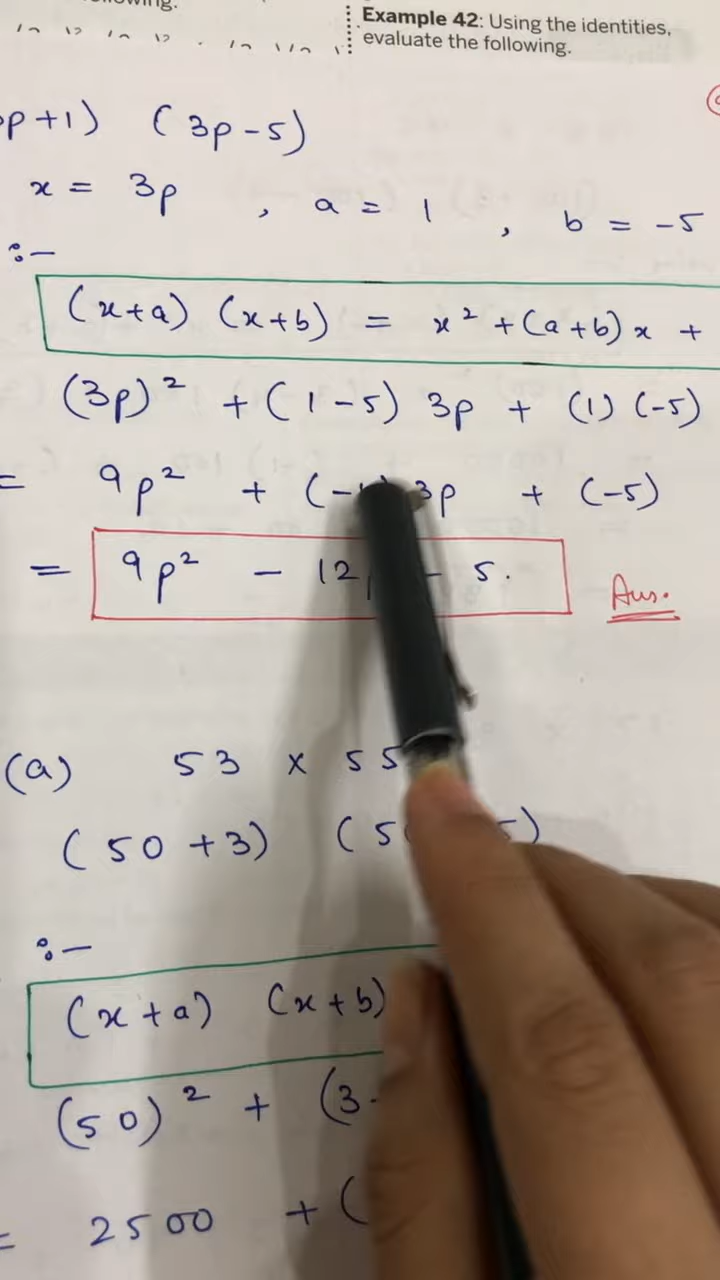 Example 42: Using the identities,
evaluate the following.
p+1) (3p-5)
x = 3p , a = 1 , b = -5
:-
(x+a) (x+b) = x² + (a+b) x +
(3p)² + (1-5) 3p + (1) (-5)
= 9p² + (- 3p + (-5)
= 9p² - 12 - 5. Ans.
(a) 53 x 55
(50 +3) (5 )
:-
(x+a) (x+b)
(50)² + (3
= 2500 + (